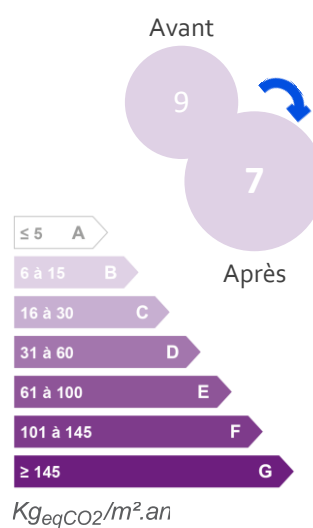 Avant
9
7
Après
≤ 5 A
6 à 15 B
16 à 30 C
31 à 60 D
61 à 100 E
101 à 145 F
≥ 145 G
KgeqCO2/m².an